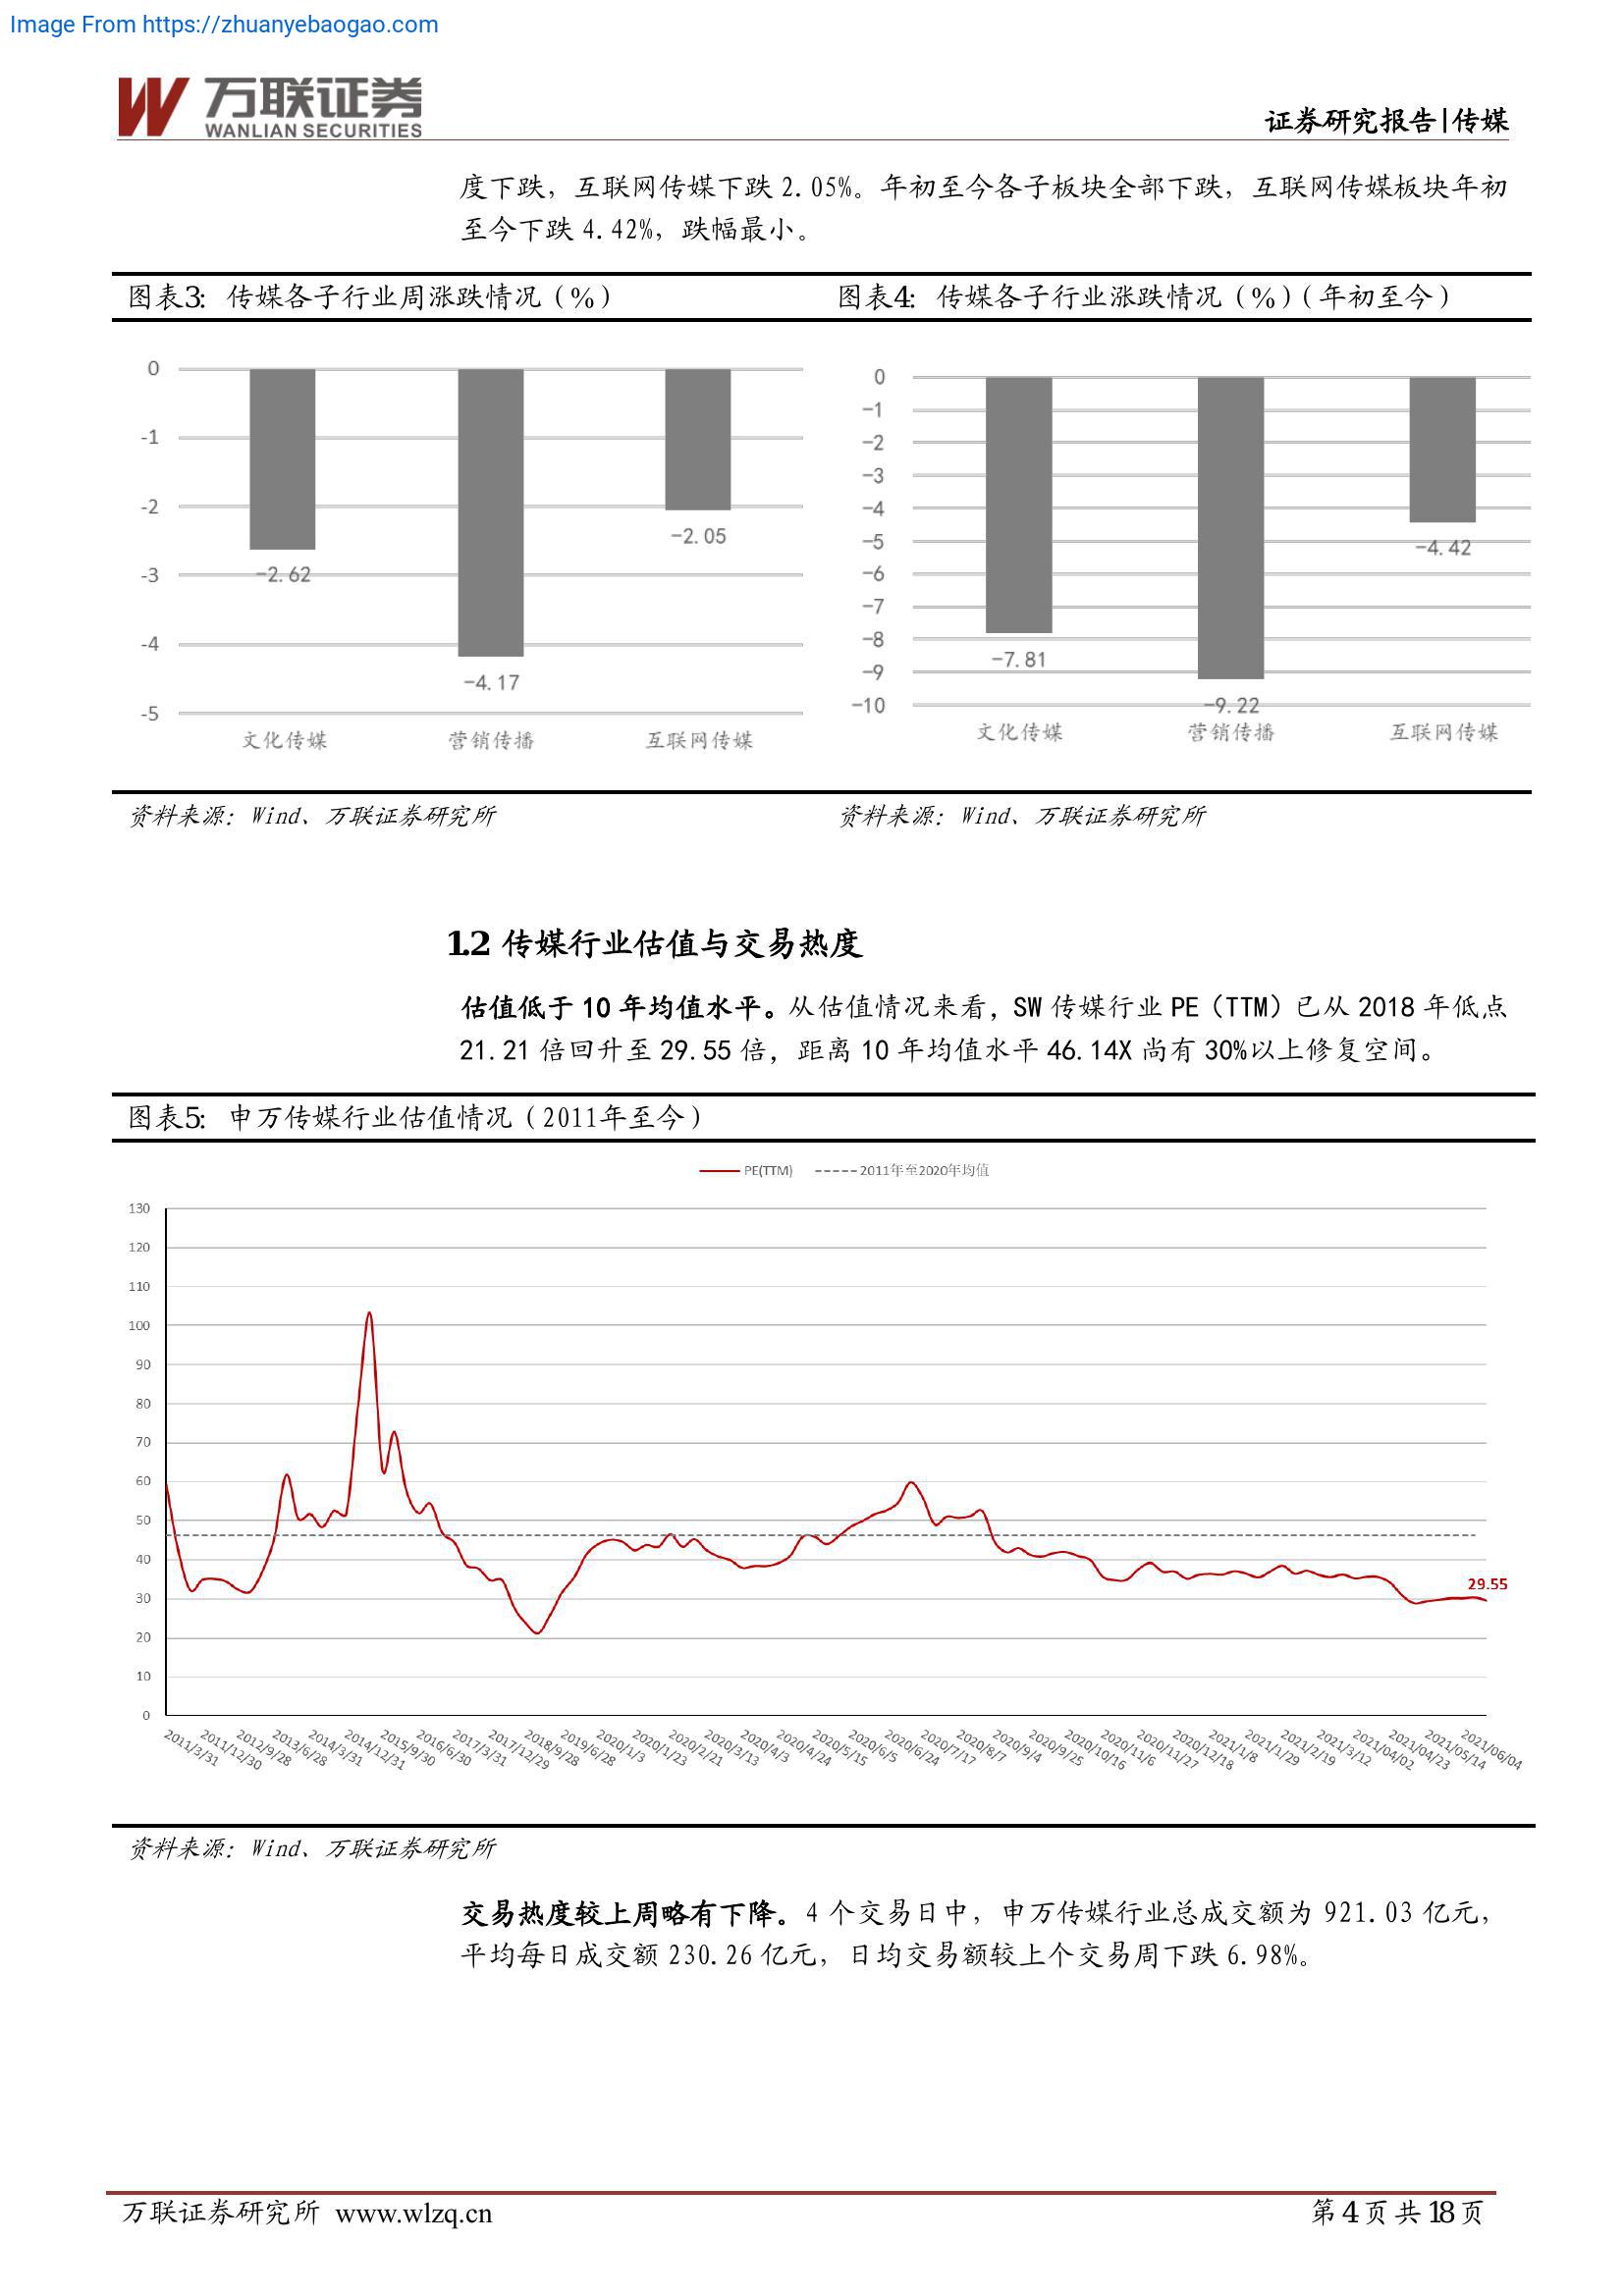 Image From https://zhuanyebaogao.com
万联证券
WANLIAN SECURITIES
证券研究报告|传媒
度下跌，互联网传媒下跌 2.05%。年初至今各子板块全部下跌，互联网传媒板块年初
至今下跌 4.42%，跌幅最小。
图表3：传媒各子行业周涨跌情况（%）
0
-1
-2
-3
-4
-5
-2.62
-4.17
-2.05
文化传媒 营销传播 互联网传媒
资料来源：Wind、万联证券研究所
图表4：传媒各子行业涨跌情况（%）（年初至今）
0
-1
-2
-3
-4
-5
-6
-7
-8
-9
-10
-7.81
-9.22
-4.42
文化传媒 营销传播 互联网传媒
资料来源：Wind、万联证券研究所
1.2 传媒行业估值与交易热度
估值低于 10 年均值水平。从估值情况来看，SW 传媒行业 PE（TTM）已从 2018 年低点
21.21 倍回升至 29.55 倍，距离 10 年均值水平 46.14X 尚有 30%以上修复空间。
图表5：申万传媒行业估值情况（2011年至今）
PE(TTM) 2011年至2020年均值
130
120
110
100
90
80
70
60
50
40
30
20
10
0
29.55
2011/3/31 2011/12/30 2012/9/28 2013/6/28 2014/3/31 2014/12/31 2015/9/30 2016/6/30 2017/3/31 2017/12/29 2018/9/28 2019/6/28 2020/1/3 2020/1/23 2020/2/21 2020/3/13 2020/4/3 2020/4/24 2020/5/15 2020/6/5 2020/6/24 2020/7/17 2020/8/7 2020/9/4 2020/9/25 2020/10/16 2020/11/6 2020/11/27 2020/12/18 2021/1/8 2021/1/29 2021/2/19 2021/3/12 2021/04/02 2021/04/23 2021/05/14 2021/06/04
资料来源：Wind、万联证券研究所
交易热度较上周略有下降。4 个交易日中，申万传媒行业总成交额为 921.03 亿元，
平均每日成交额 230.26 亿元，日均交易额较上个交易周下跌 6.98%。
万联证券研究所 www.wlzq.cn
第 4 页 共 18 页